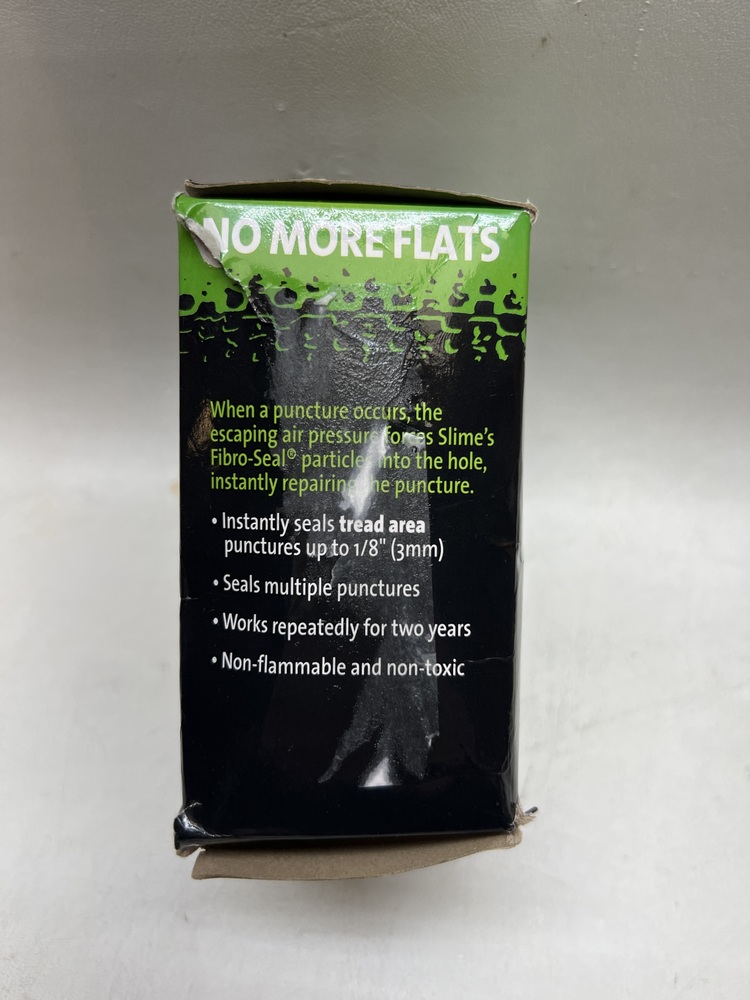 NO MORE FLATS
When a puncture occurs, the
escaping air pressure forces Slime's
Fibro-Seal® particles into the hole,
instantly repairing the puncture.
• Instantly seals tread area
punctures up to 1/8" (3mm)
• Seals multiple punctures
• Works repeatedly for two years
• Non-flammable and non-toxic